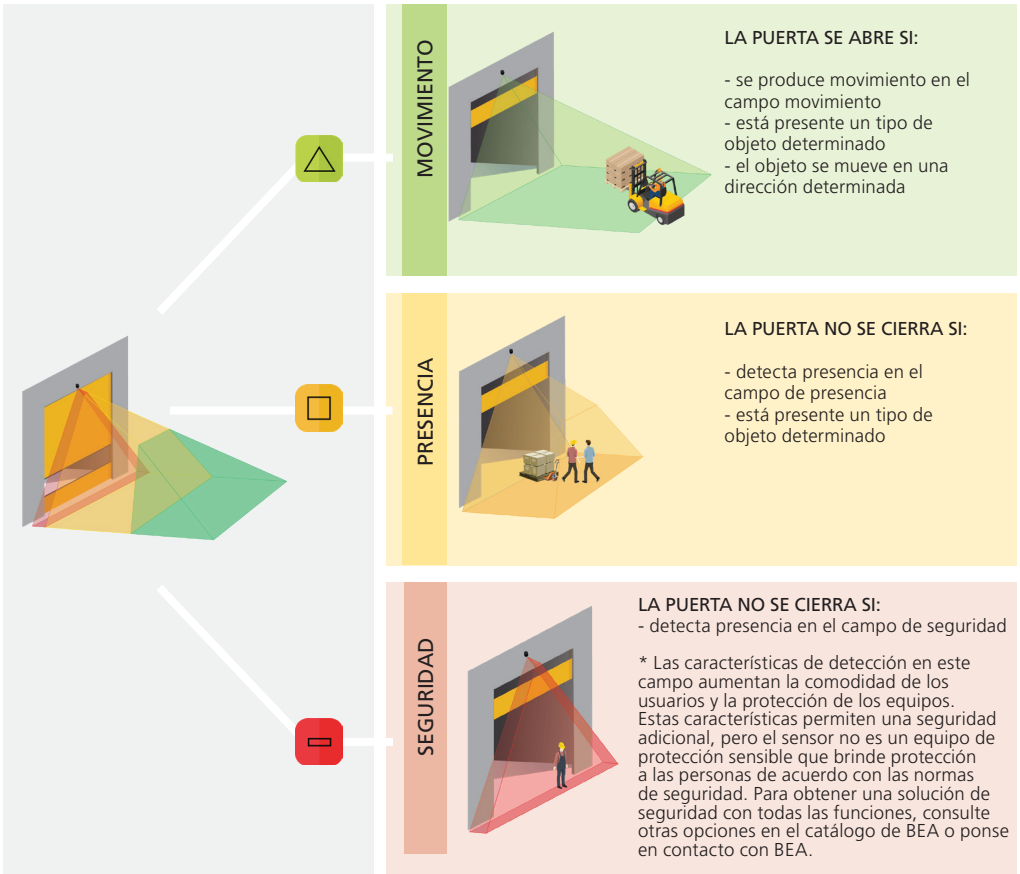 MOVIMIENTO
LA PUERTA SE ABRE SI:
- se produce movimiento en el
campo movimiento
- está presente un tipo de
objeto determinado
- el objeto se mueve en una
dirección determinada
PRESENCIA
LA PUERTA NO SE CIERRA SI:
- detecta presencia en el
campo de presencia
- está presente un tipo de
objeto determinado
SEGURIDAD
LA PUERTA NO SE CIERRA SI:
- detecta presencia en el campo de seguridad
* Las características de detección en este
campo aumentan la comodidad de los
usuarios y la protección de los equipos.
Estas características permiten una seguridad
adicional, pero el sensor no es un equipo de
protección sensible que brinde protección
a las personas de acuerdo con las normas
de seguridad. Para obtener una solución de
seguridad con todas las funciones, consulte
otras opciones en el catálogo de BEA o ponse
en contacto con BEA.